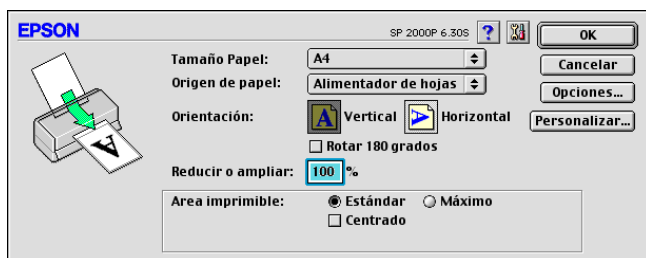 EPSON SP 2000P 6.30S ? OK
Tamaño Papel: A4 Cancelar
Origen de papel: Alimentador de hojas Opciones...
Orientación: A Vertical A Horizontal Personalizar...
Rotar 180 grados
Reducir o ampliar: 100 %
Area imprimible: Estándar Máximo
Centrado
A